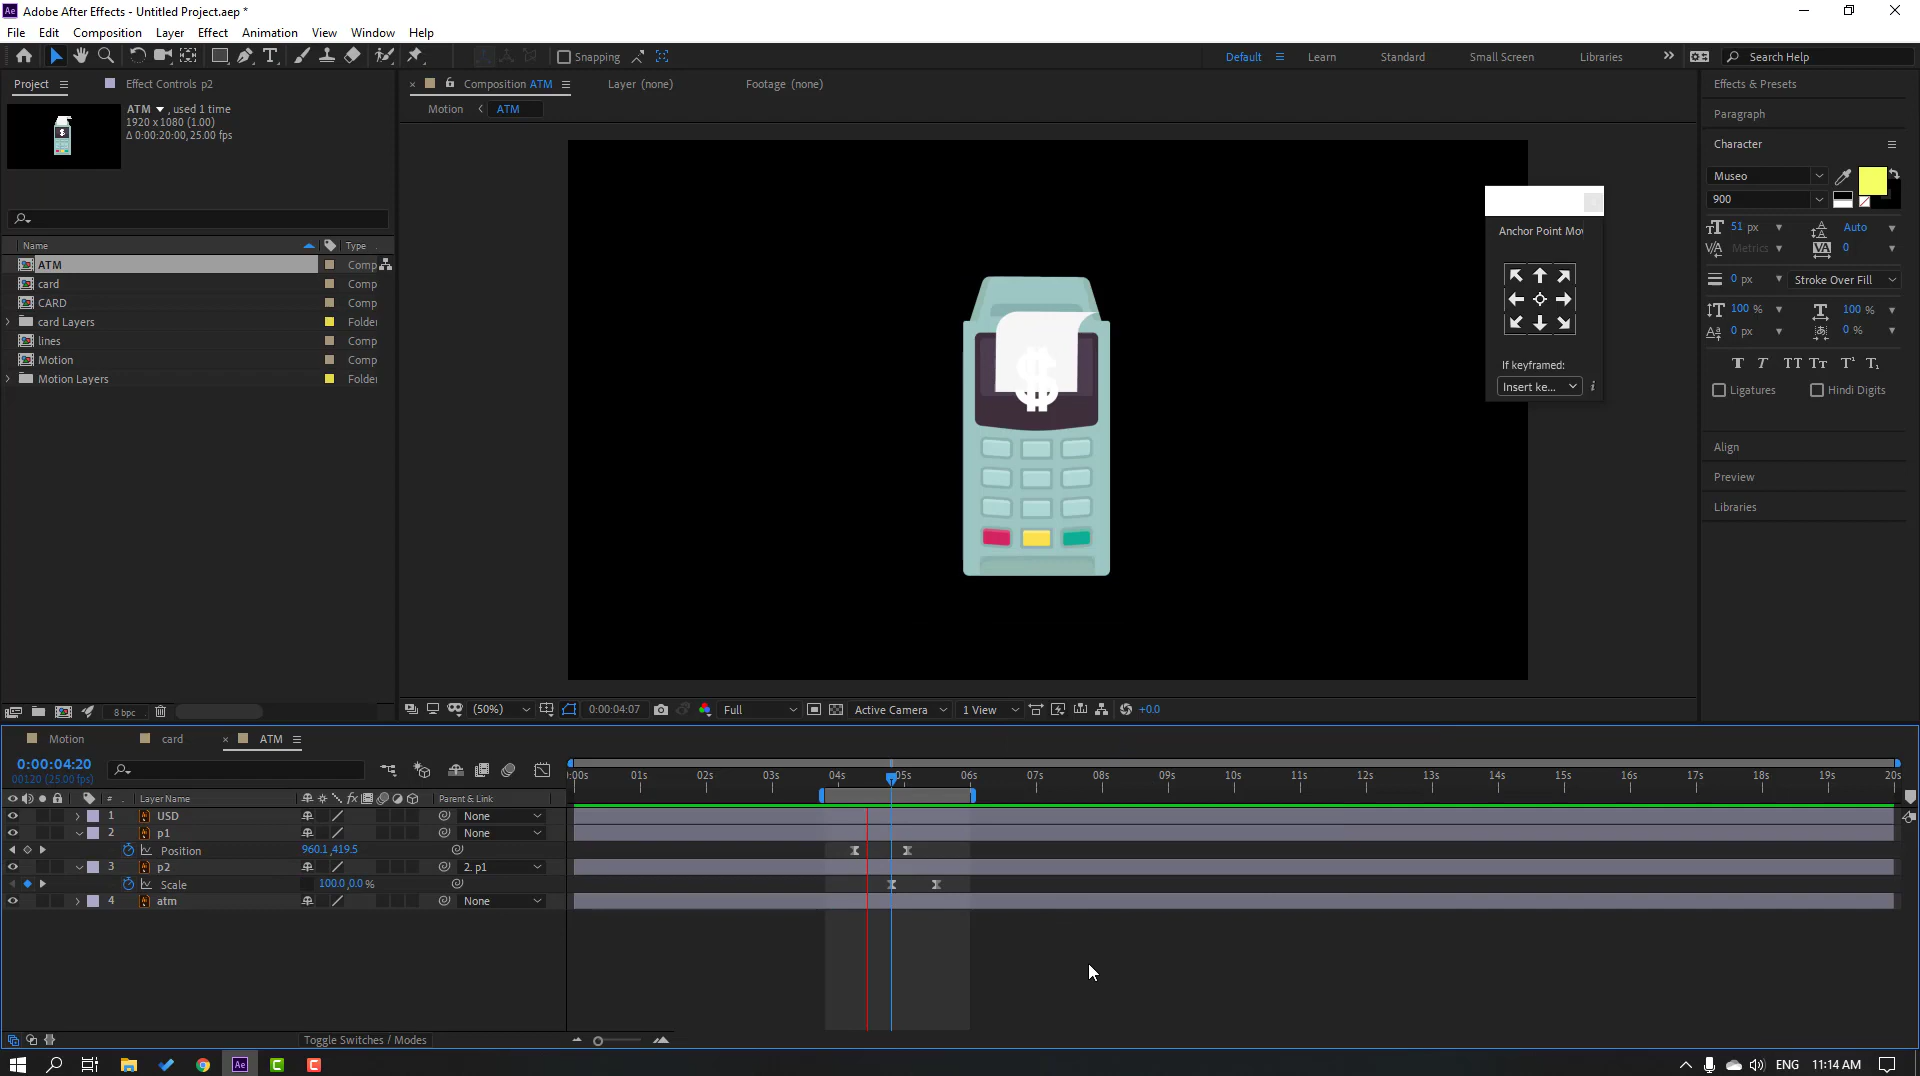 Adobe After Effects - Untitled Project.aep *
File Edit Composition Layer Effect Animation View Window Help
Snapping
Default Learn Standard Small Screen Libraries Search Help
Project Effect Controls p2
ATM , used 1 time
1920 x 1080 (1.00)
Δ 0:00:20:00, 25.00 fps
Name Type
ATM Comp
card Comp
CARD Comp
card Layers Folder
lines Comp
Motion Comp
Motion Layers Folder
8 bpc
Composition ATM Layer (none) Footage (none)
Motion ATM
$
Anchor Point Mov
If keyframed:
Insert ke...
(50%) 0:00:04:07 Full Active Camera 1 View +0.0
Effects & Presets
Paragraph
Character
Museo
900
51 px Auto
Metrics 0
0 px Stroke Over Fill
100 % 100 %
0 px 0 %
Ligatures Hindi Digits
Align
Preview
Libraries
Motion card ATM
0:00:04:20
00120 (25.00 fps)
# Layer Name Parent & Link
:00s 01s 02s 03s 04s 05s 06s 07s 08s 09s 10s 11s 12s 13s 14s 15s 16s 17s 18s 19s 20s
1 USD None
2 p1 None
Position 960.1,419.5
3 p2 2. p1
Scale 100.0,0.0 %
4 atm None
Toggle Switches / Modes
ENG 11:14 AM